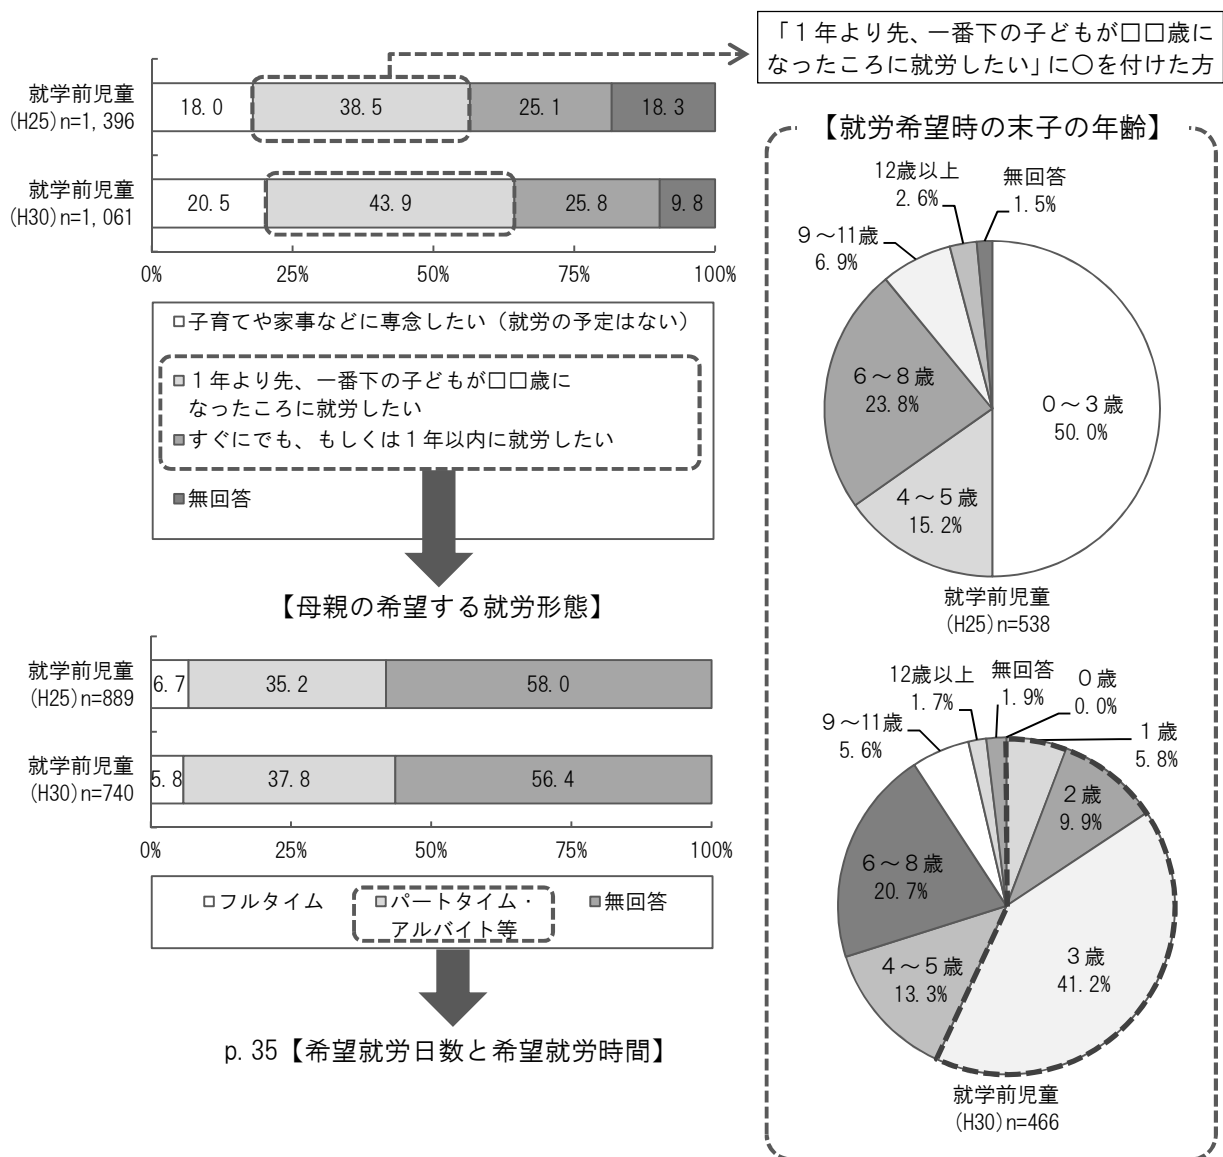 「１年より先、一番下の子どもが□□歳に
なったころに就労したい」に○を付けた方
就学前児童
(H25)n=1,396
18.0
38.5
25.1
18.3
就学前児童
(H30)n=1,061
20.5
43.9
25.8
9.8
0%
25%
50%
75%
100%
子育てや家事などに専念したい（就労の予定はない）
１年より先、一番下の子どもが□□歳に
なったころに就労したい
すぐにでも、もしくは１年以内に就労したい
無回答
【母親の希望する就労形態】
就学前児童
(H25)n=889
6.7
35.2
58.0
就学前児童
(H30)n=740
5.8
37.8
56.4
0%
25%
50%
75%
100%
フルタイム
パートタイム・
アルバイト等
無回答
p.35【希望就労日数と希望就労時間】
【就労希望時の末子の年齢】
12歳以上
2.6%
無回答
1.5%
９～11歳
6.9%
６～８歳
23.8%
０～３歳
50.0%
４～５歳
15.2%
就学前児童
(H25)n=538
12歳以上
1.7%
無回答
1.9%
０歳
0.0%
９～11歳
5.6%
１歳
5.8%
２歳
9.9%
６～８歳
20.7%
３歳
41.2%
４～５歳
13.3%
就学前児童
(H30)n=466